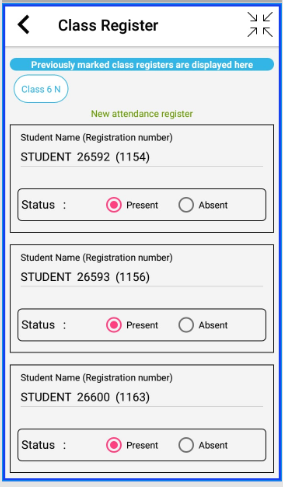 Class Register
Previously marked class registers are displayed here
Class 6 N
New attendance register
Student Name (Registration number)
STUDENT 26592 (1154)
Status : Present Absent
Student Name (Registration number)
STUDENT 26593 (1156)
Status : Present Absent
Student Name (Registration number)
STUDENT 26600 (1163)
Status : Present Absent